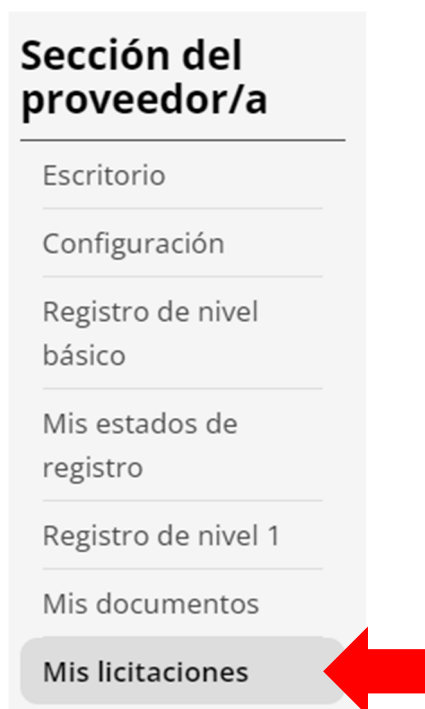 Sección del
proveedor/a
Escritorio
Configuración
Registro de nivel
básico
Mis estados de
registro
Registro de nivel 1
Mis documentos
Mis licitaciones